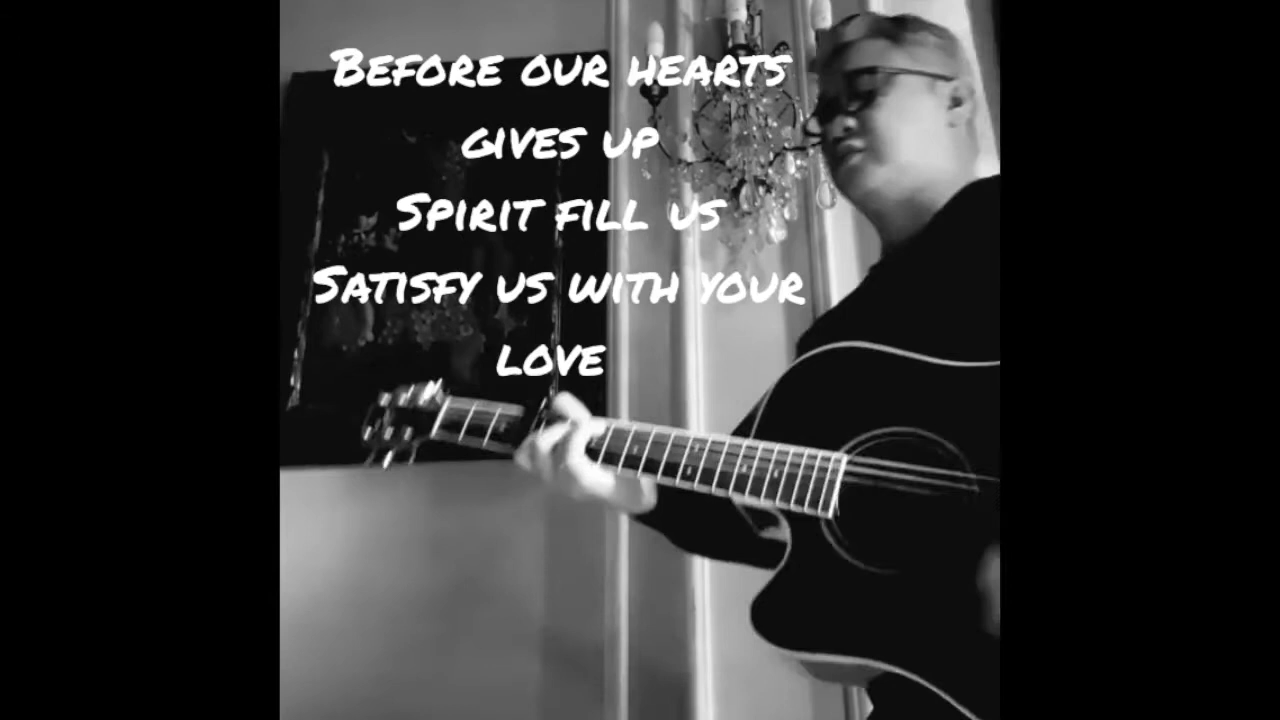 Before our hearts
gives up
Spirit fill us
Satisfy us with your
love